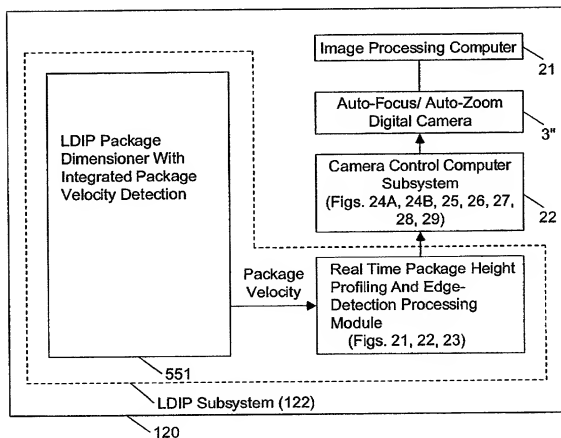 Image Processing Computer
21
Auto-Focus/ Auto-Zoom
Digital Camera
3"
LDIP Package
Dimensioner With
Integrated Package
Velocity Detection
Camera Control Computer
Subsystem
(Figs. 24A, 24B, 25, 26, 27,
28, 29)
22
Package
Velocity
Real Time Package Height
Profiling And Edge-
Detection Processing
Module
(Figs. 21, 22, 23)
551
LDIP Subsystem (122)
120